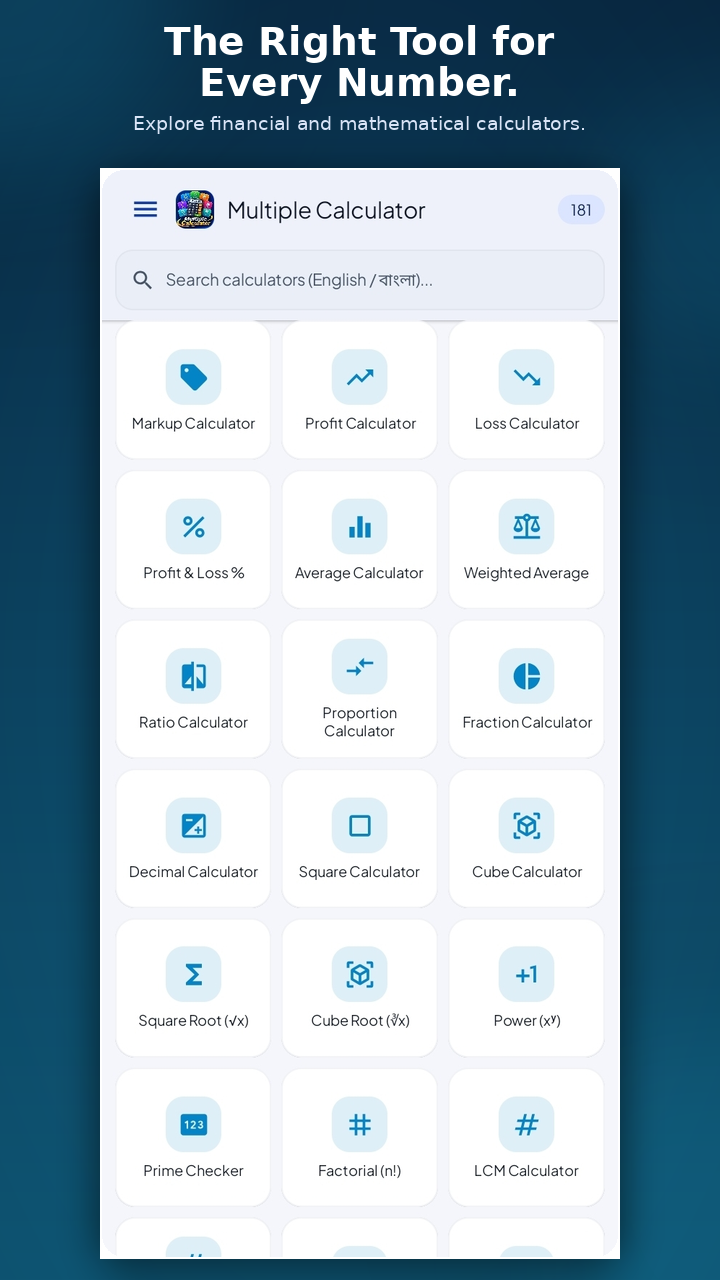 The Right Tool for
Every Number.
Explore financial and mathematical calculators.
Multiple Calculator
181
Search calculators (English / বাংলা)...
Markup Calculator
Profit Calculator
Loss Calculator
Profit & Loss %
Average Calculator
Weighted Average
Ratio Calculator
Proportion
Calculator
Fraction Calculator
Decimal Calculator
Square Calculator
Cube Calculator
Square Root (√x)
Cube Root (∛x)
+1
Power (xʸ)
123
Prime Checker
Factorial (n!)
LCM Calculator